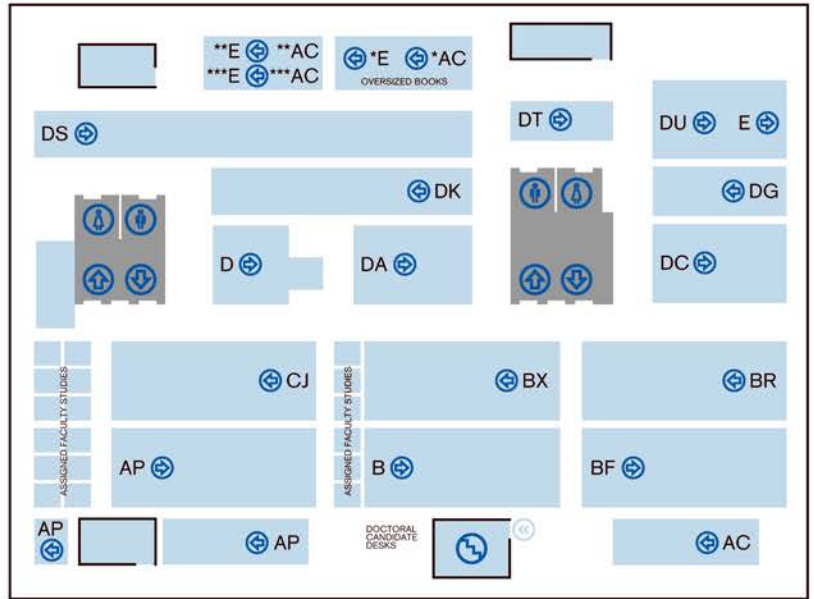 **E **AC
***E ***AC
*E *AC
OVERSIZED BOOKS
DS
DT
DU E
DK
DG
D
DA
DC
ASSIGNED FACULTY STUDIES
CJ
ASSIGNED FACULTY STUDIES
BX
BR
AP
B
BF
AP
AP
DOCTORAL
CANDIDATE
DESKS
AC